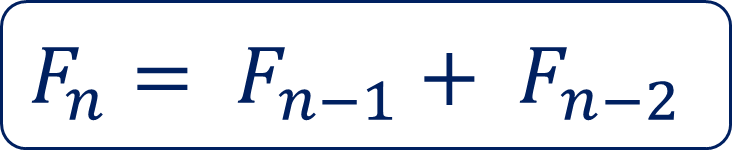 Fₙ = Fₙ₋₁ + Fₙ₋₂